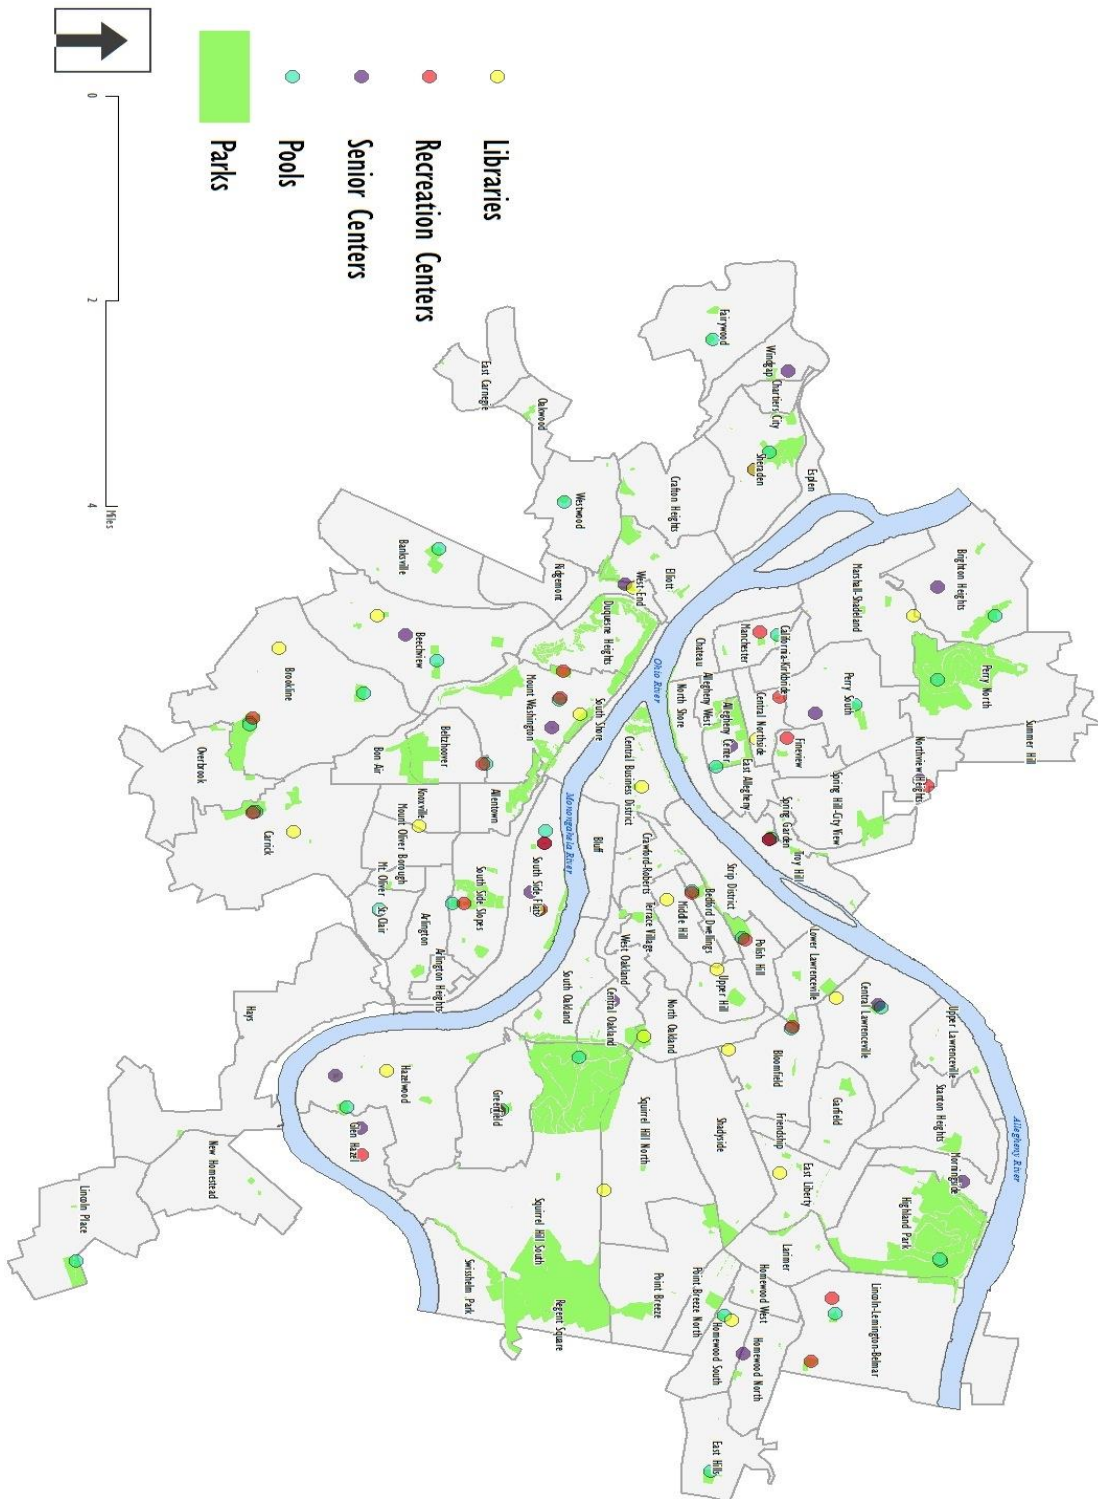 Libraries
Recreation Centers
Senior Centers
Pools
Parks
0
2
4
Miles
Summer Hill
Perry North
Brighton Heights
Northview Heights
Marshall-Shadeland
Perry South
Spring Hill-City View
California-Kirkbride
Fineview
Manchester
Central Northside
Spring Garden
Troy Hill
Chateau
Allegheny West
Allegheny Center
East Allegheny
North Shore
Esplen
Chartiers City
Windgap
Fairywood
Sheraden
Crafton Heights
Elliott
West End
Oakwood
East Carnegie
Westwood
Ridgemont
Duquesne Heights
Mount Washington
South Shore
Banksville
Beechview
Brookline
Overbrook
Bon Air
Beltzhoover
Allentown
Knoxville
Mount Oliver Borough
Carrick
Mt. Oliver
St. Clair
Arlington
Arlington Heights
South Side Slopes
South Side Flats
Ohio River
Monongahela River
Allegheny River
Central Business District
Bluff
Crawford-Roberts
Terrace Village
Middle Hill
Bedford Dwellings
Strip District
Polish Hill
Upper Hill
West Oakland
Central Oakland
North Oakland
South Oakland
Lower Lawrenceville
Central Lawrenceville
Upper Lawrenceville
Bloomfield
Garfield
Stanton Heights
Morningside
Highland Park
Friendship
East Liberty
Shadyside
Larimer
Lincoln-Lemington-Belmar
Homewood West
Homewood North
Homewood South
East Hills
Point Breeze North
Point Breeze
Squirrel Hill North
Squirrel Hill South
Regent Square
Swisshelm Park
Greenfield
Hazelwood
Glen Hazel
Hays
New Homestead
Lincoln Place